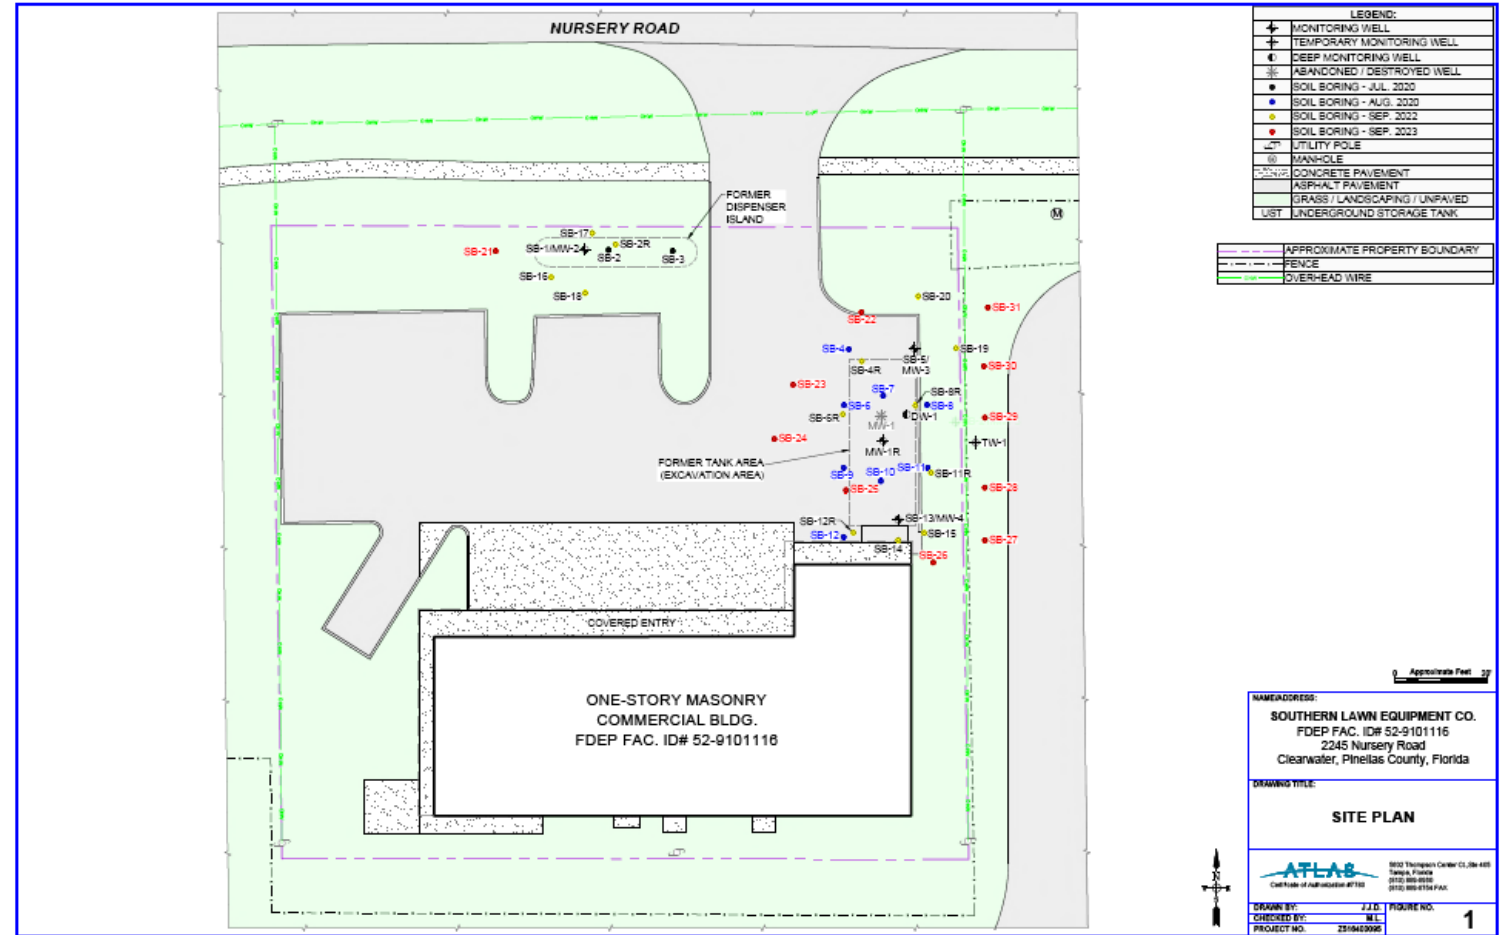 NURSERY ROAD
LEGEND:
MONITORING WELL
TEMPORARY MONITORING WELL
DEEP MONITORING WELL
ABANDONED / DESTROYED WELL
SOIL BORING - JUL. 2020
SOIL BORING - AUG. 2020
SOIL BORING - SEP. 2022
SOIL BORING - SEP. 2023
UTILITY POLE
MANHOLE
CONCRETE PAVEMENT
ASPHALT PAVEMENT
GRASS / LANDSCAPING / UNPAVED
UST UNDERGROUND STORAGE TANK
APPROXIMATE PROPERTY BOUNDARY
FENCE
OVERHEAD WIRE
FORMER
DISPENSER
ISLAND
M
SB-17
SB-21
SB-1/MW-2
SB-2R
SB-2
SB-3
SB-16
SB-18
SB-20
SB-31
SB-22
SB-4
SB-5/
MW-3
SB-19
SB-4R
SB-30
SB-23
SB-7
SB-8R
SB-6
SB-8
SB-6R
DW-1
SB-29
MW-1
SB-24
TW-1
MW-1R
FORMER TANK AREA
(EXCAVATION AREA)
SB-9
SB-10
SB-11
SB-11R
SB-25
SB-28
SB-12R
SB-13/MW-4
SB-12
SB-15
SB-14
SB-27
SB-26
COVERED ENTRY
ONE-STORY MASONRY
COMMERCIAL BLDG.
FDEP FAC. ID# 52-9101116
0 Approximate Feet
NAME/ADDRESS:
SOUTHERN LAWN EQUIPMENT CO.
FDEP FAC. ID# 52-9101116
2245 Nursery Road
Clearwater, Pinellas County, Florida
DRAWING TITLE:
SITE PLAN
ATLAS
Certificate of Authorization
Tampa, Florida
N
DRAWN BY: J.J.D.
CHECKED BY: M.L.
PROJECT NO.
FIGURE NO.
1